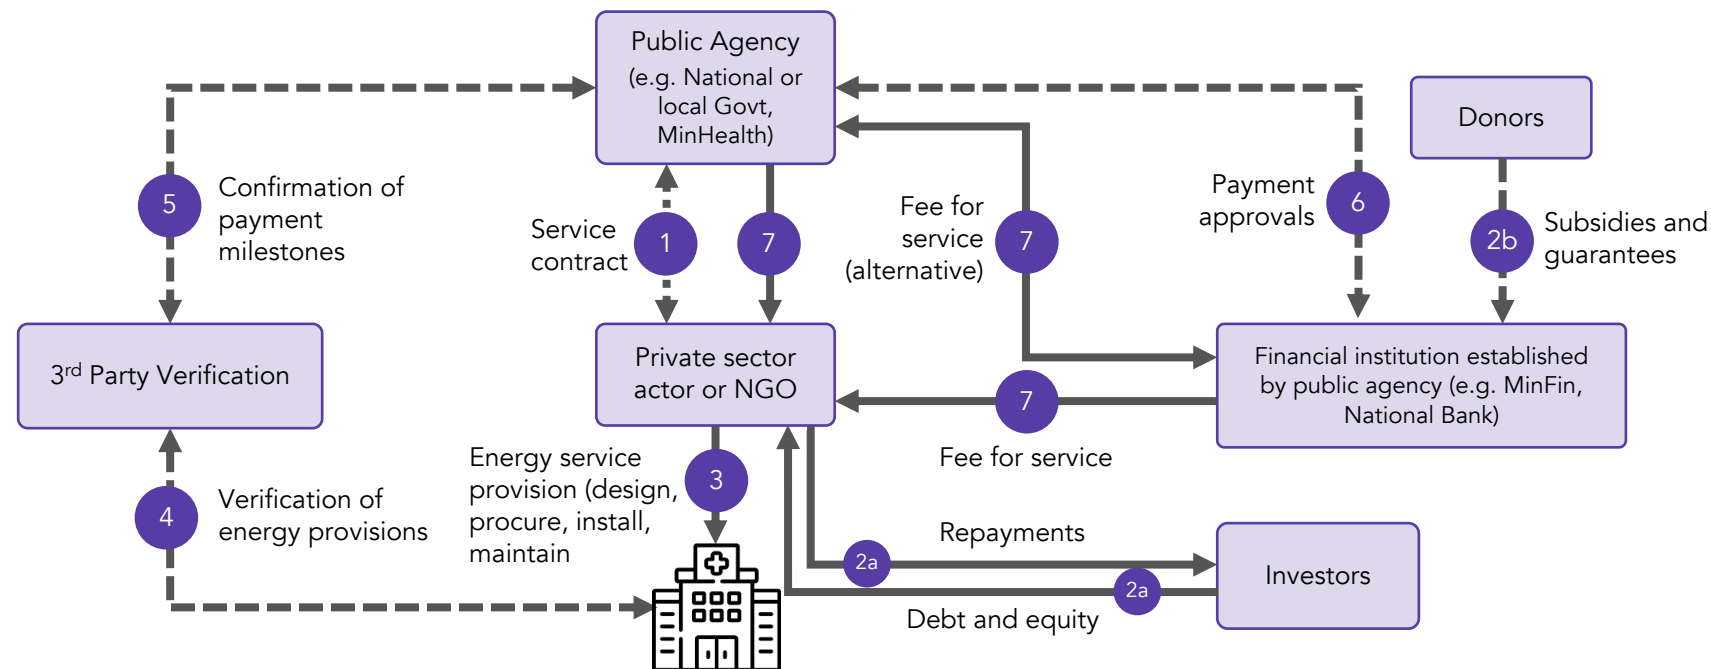 Public Agency
(e.g. National or
local Govt,
MinHealth)
Donors
5
Confirmation of
payment
milestones
Service
contract
1
7
Fee for
service
(alternative)
7
Payment
approvals
6
2b
Subsidies and
guarantees
3rd Party Verification
Private sector
actor or NGO
Financial institution established
by public agency (e.g. MinFin,
National Bank)
7
Fee for service
4
Verification of
energy provisions
Energy service
provision (design,
procure, install,
maintain
3
Repayments
2a
2a
Debt and equity
Investors